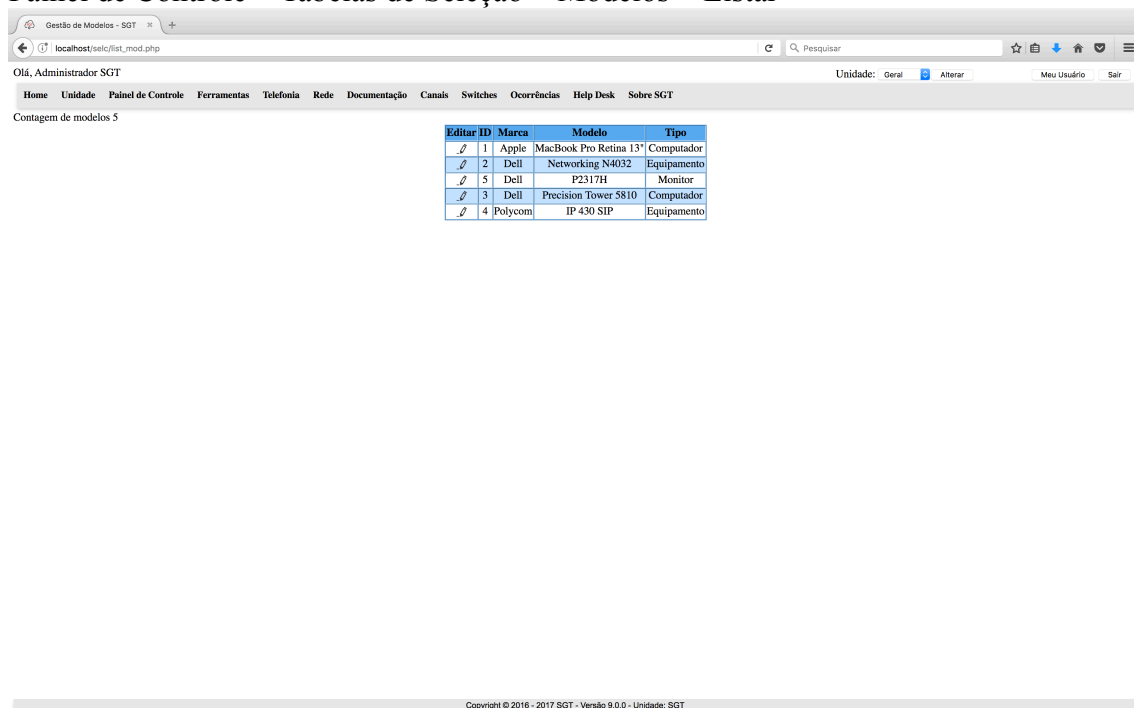 Painel de Controle – Tabelas de Seleção – Modelos – Listar
Gestão de Modelos - SGT × +
localhost/selc/list_mod.php
Pesquisar
Olá, Administrador SGT
Unidade: Geral Alterar Meu Usuário Sair
Home Unidade Painel de Controle Ferramentas Telefonia Rede Documentação Canais Switches Ocorrências Help Desk Sobre SGT
Contagem de modelos 5
Editar ID Marca Modelo Tipo
1 Apple MacBook Pro Retina 13" Computador
2 Dell Networking N4032 Equipamento
5 Dell P2317H Monitor
3 Dell Precision Tower 5810 Computador
4 Polycom IP 430 SIP Equipamento
Copyright © 2016 - 2017 SGT - Versão 9.0.0 - Unidade: SGT